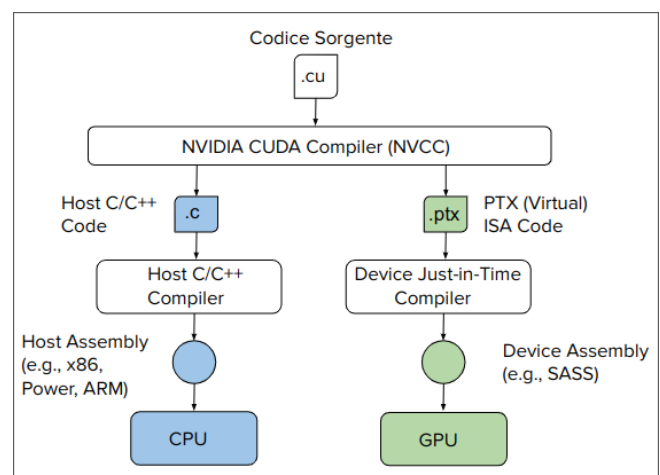 Codice Sorgente
.cu
NVIDIA CUDA Compiler (NVCC)
Host C/C++
Code
.c
.ptx
PTX (Virtual)
ISA Code
Host C/C++
Compiler
Device Just-in-Time
Compiler
Host Assembly
(e.g., x86,
Power, ARM)
Device Assembly
(e.g., SASS)
CPU
GPU